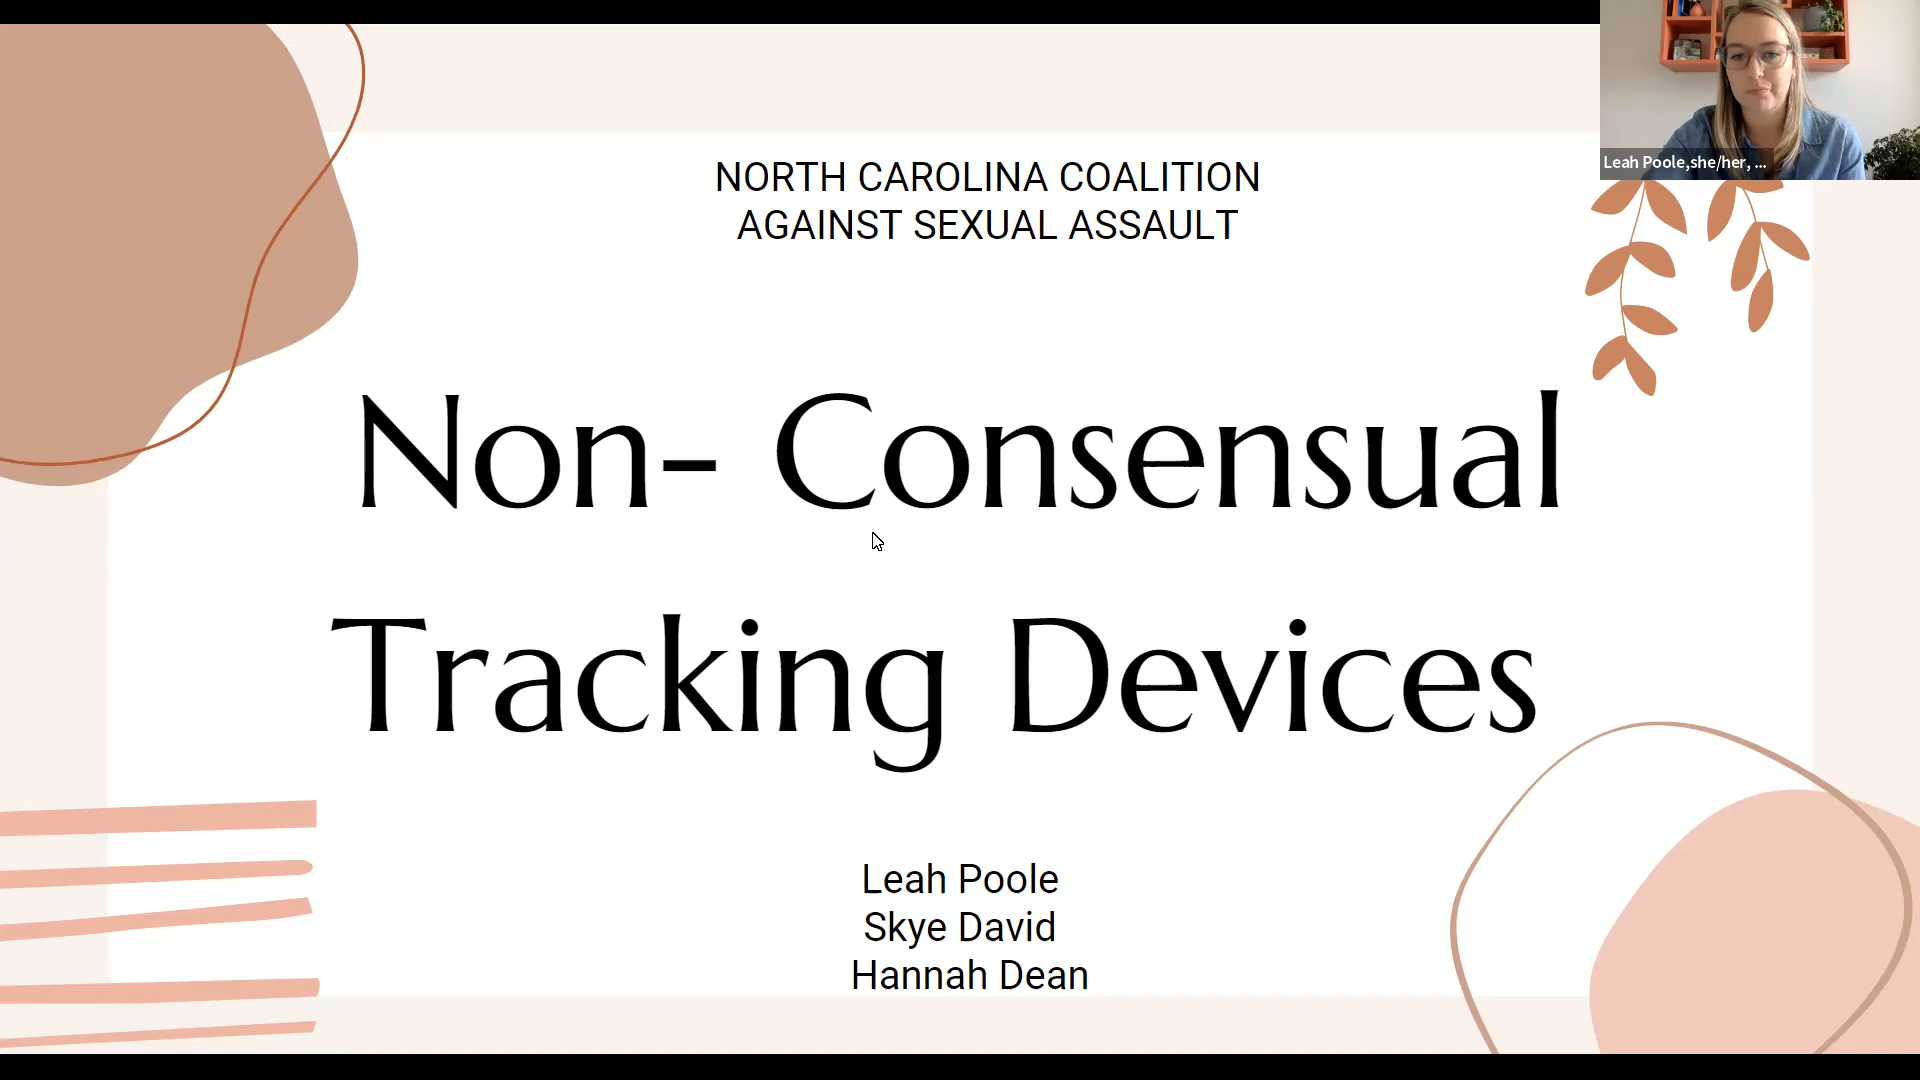 NORTH CAROLINA COALITION
AGAINST SEXUAL ASSAULT
Leah Poole,she/her, ...
Non- Consensual
Tracking Devices
Leah Poole
Skye David
Hannah Dean